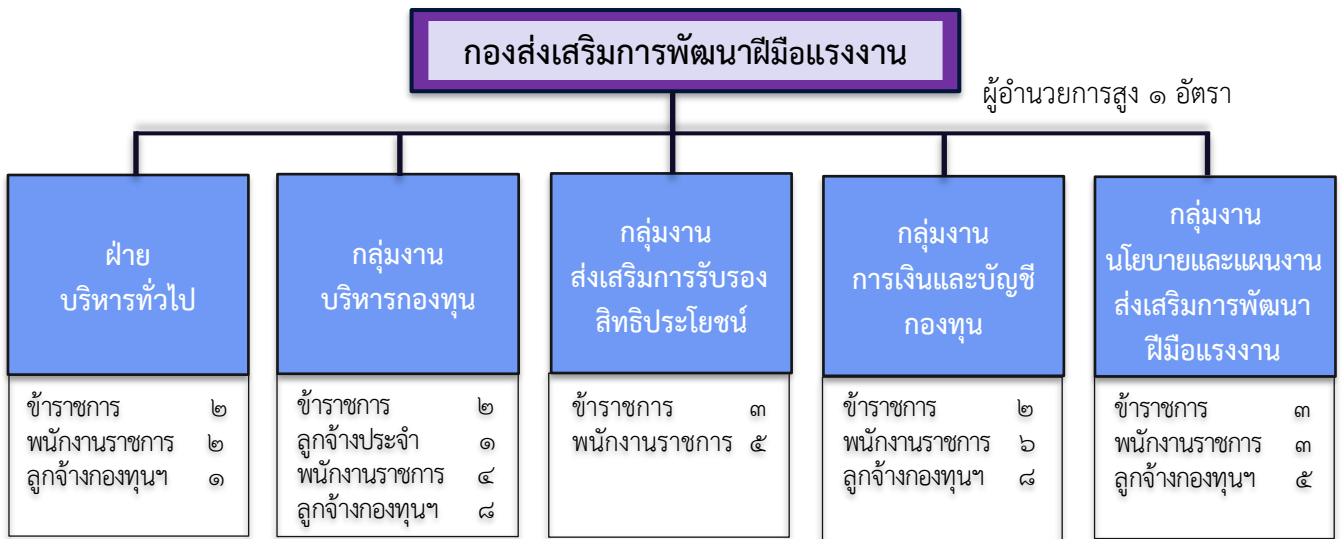 กองส่งเสริมการพัฒนาฝีมือแรงงาน
ผู้อำนวยการสูง ๑ อัตรา
ฝ่าย
บริหารทั่วไป
ข้าราชการ ๒
พนักงานราชการ ๒
ลูกจ้างกองทุนฯ ๑
กลุ่มงาน
บริหารกองทุน
ข้าราชการ ๒
ลูกจ้างประจำ ๑
พนักงานราชการ ๔
ลูกจ้างกองทุนฯ ๘
กลุ่มงาน
ส่งเสริมการรับรอง
สิทธิประโยชน์
ข้าราชการ ๓
พนักงานราชการ ๕
กลุ่มงาน
การเงินและบัญชี
กองทุน
ข้าราชการ ๒
พนักงานราชการ ๖
ลูกจ้างกองทุนฯ ๘
กลุ่มงาน
นโยบายและแผนงาน
ส่งเสริมการพัฒนา
ฝีมือแรงงาน
ข้าราชการ ๓
พนักงานราชการ ๓
ลูกจ้างกองทุนฯ ๕